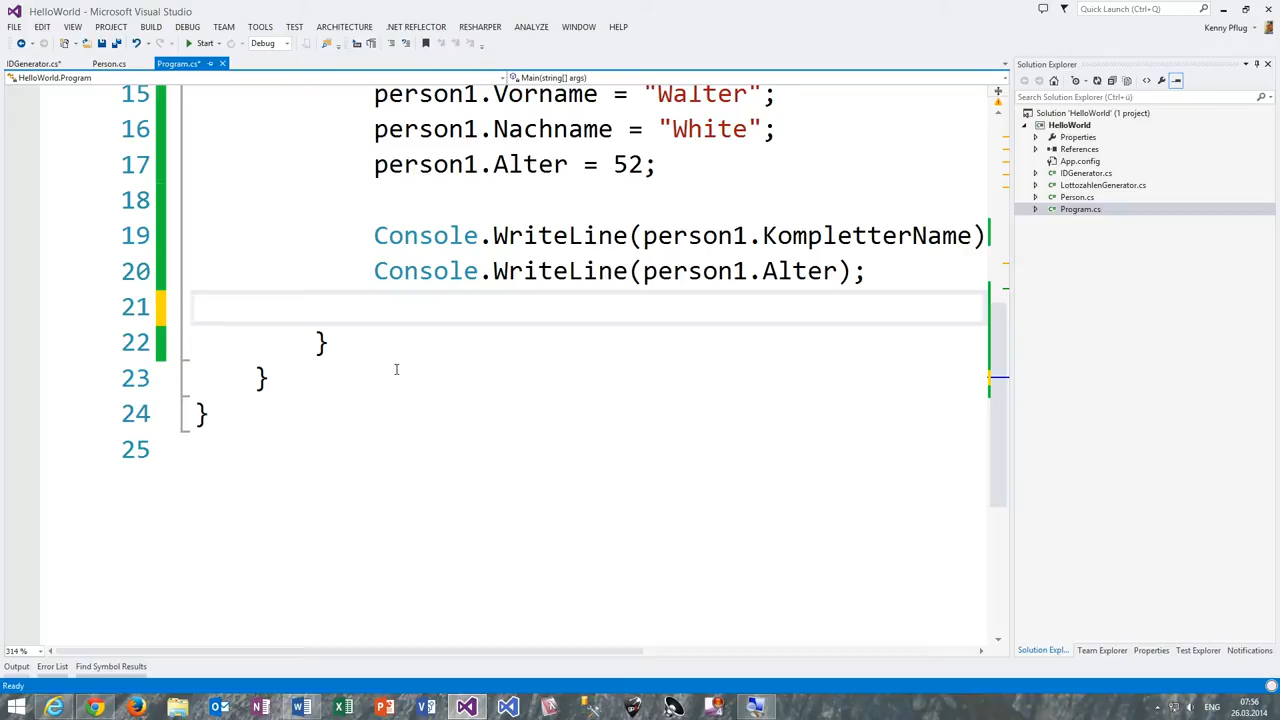 HelloWorld - Microsoft Visual Studio
Quick Launch (Ctrl+Q)
FILE EDIT VIEW PROJECT BUILD DEBUG TEAM TOOLS TEST ARCHITECTURE .NET REFLECTOR RESHARPER ANALYZE WINDOW HELP
Kenny Pflug
Start Debug
IDGenerator.cs* Person.cs Program.cs*
HelloWorld.Program Main(string[] args)
15 person1.Vorname = "Walter";
16 person1.Nachname = "White";
17 person1.Alter = 52;
18
19 Console.WriteLine(person1.KompletterName)
20 Console.WriteLine(person1.Alter);
21
22 }
23 }
24 }
25
314 %
Solution Explorer
Search Solution Explorer (Ctrl+ü)
Solution 'HelloWorld' (1 project)
HelloWorld
Properties
References
App.config
IDGenerator.cs
LottozahlenGenerator.cs
Person.cs
Program.cs
Solution Expl... Team Explorer Properties Test Explorer Notifications
Output Error List Find Symbol Results
Ready
ENG
07:56
26.03.2014